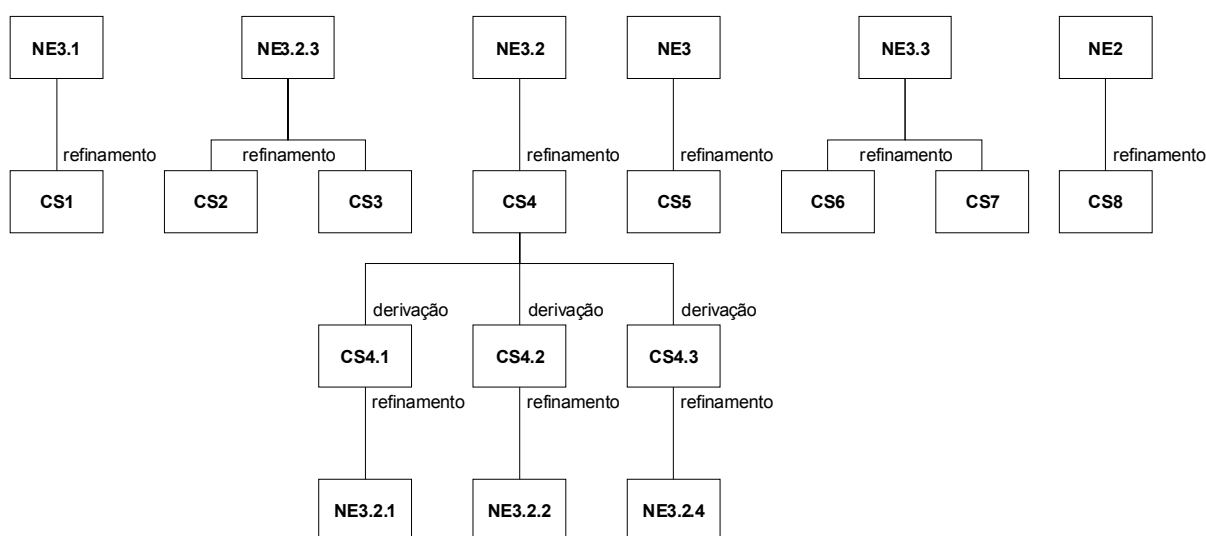 NE3.1
NE3.2.3
NE3.2
NE3
NE3.3
NE2
refinamento
refinamento
refinamento
refinamento
refinamento
refinamento
CS1
CS2
CS3
CS4
CS5
CS6
CS7
CS8
derivação
derivação
derivação
CS4.1
CS4.2
CS4.3
refinamento
refinamento
refinamento
NE3.2.1
NE3.2.2
NE3.2.4